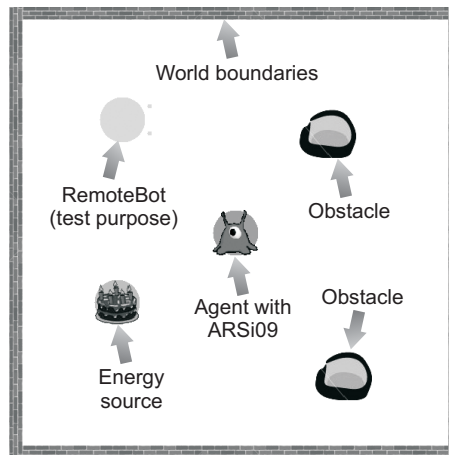 World boundaries
RemoteBot
(test purpose)
Obstacle
Agent with
ARSi09
Obstacle
Energy
source